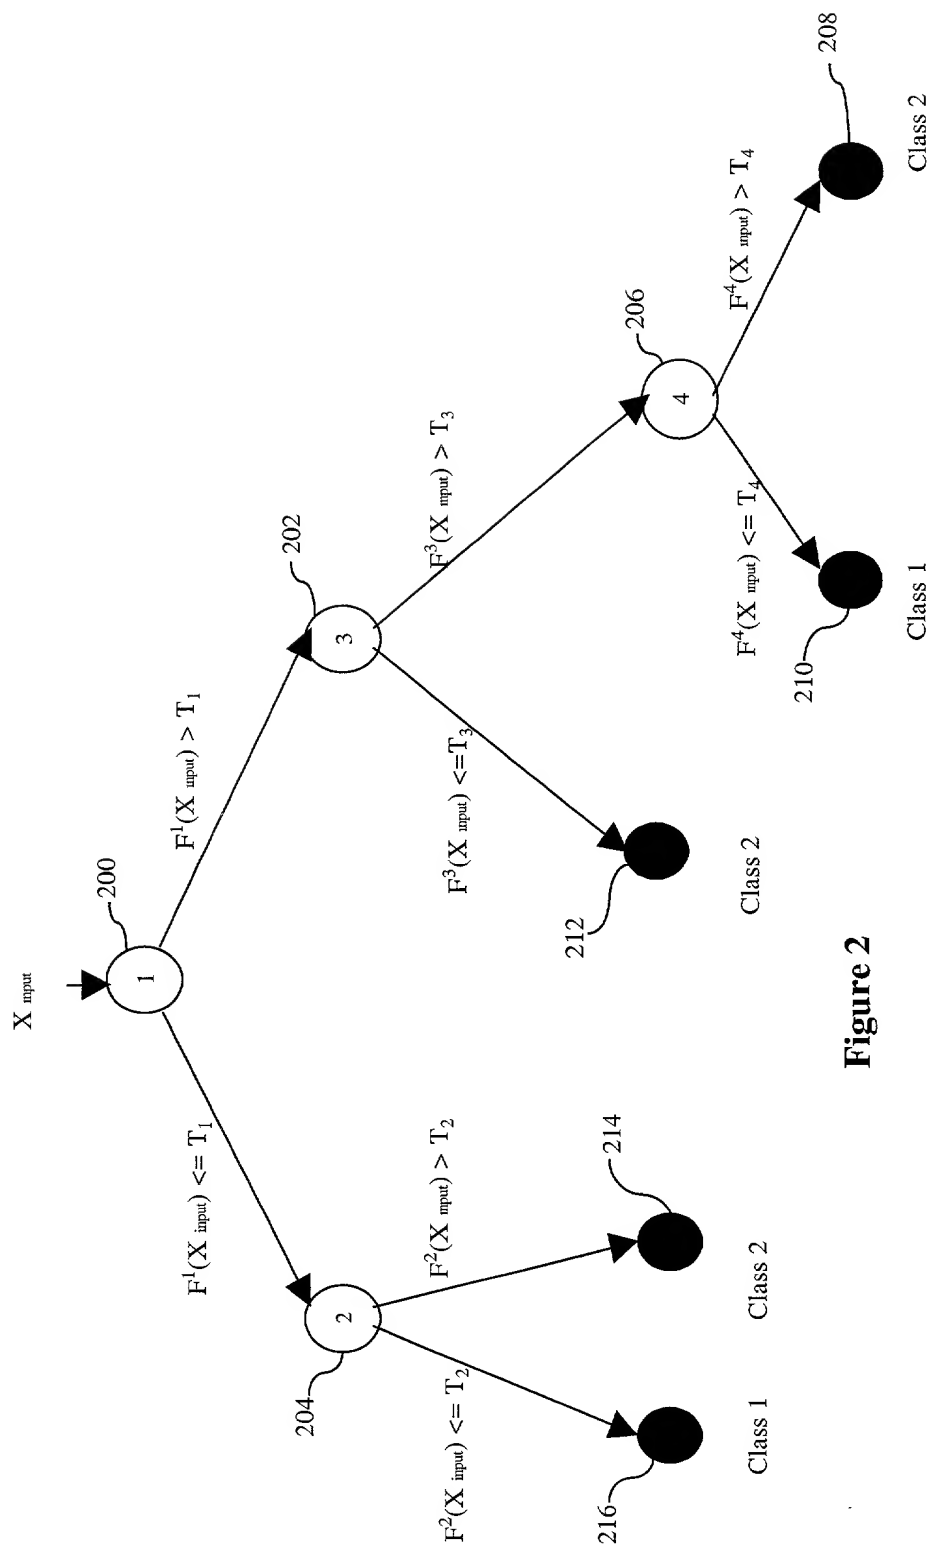 X input
200
1
F¹(X input) <= T₁
F¹(X input) > T₁
202
204
2
3
F²(X input) <= T₂
F²(X input) > T₂
F³(X input) <=T₃
F³(X input) > T₃
206
4
216
214
212
F⁴(X input) <= T₄
F⁴(X input) > T₄
210
208
Class 1
Class 2
Class 2
Class 1
Class 2
Figure 2